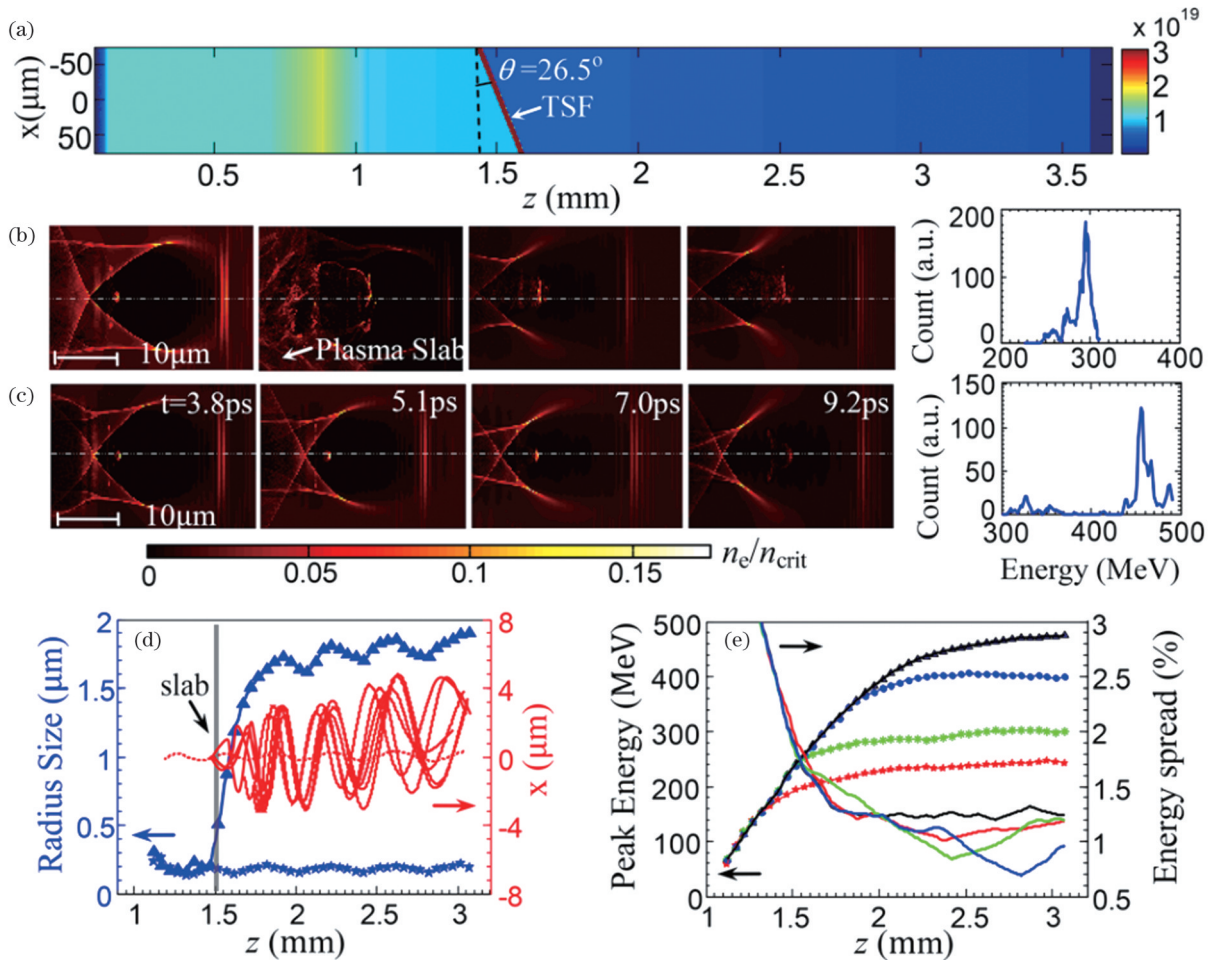 (a)
x 10^19
x(μm)
-50
0
50
θ =26.5°
TSF
3
2
1
0.5
1
1.5
2
2.5
3
3.5
z (mm)
(b)
10μm
Plasma Slab
Count (a.u.)
200
100
0
200
300
400
(c)
t=3.8ps
5.1ps
7.0ps
9.2ps
10μm
Count (a.u.)
150
100
50
0
300
400
500
Energy (MeV)
0
0.05
0.1
0.15
n_e/n_crit
(d)
Radius Size (μm)
2
1.5
1
0.5
0
slab
8
4
0
-4
-8
x (μm)
1
1.5
2
2.5
3
z (mm)
(e)
Peak Energy (MeV)
500
400
300
200
100
0
3
2.5
2
1.5
1
0.5
Energy spread (%)
1
1.5
2
2.5
3
z (mm)